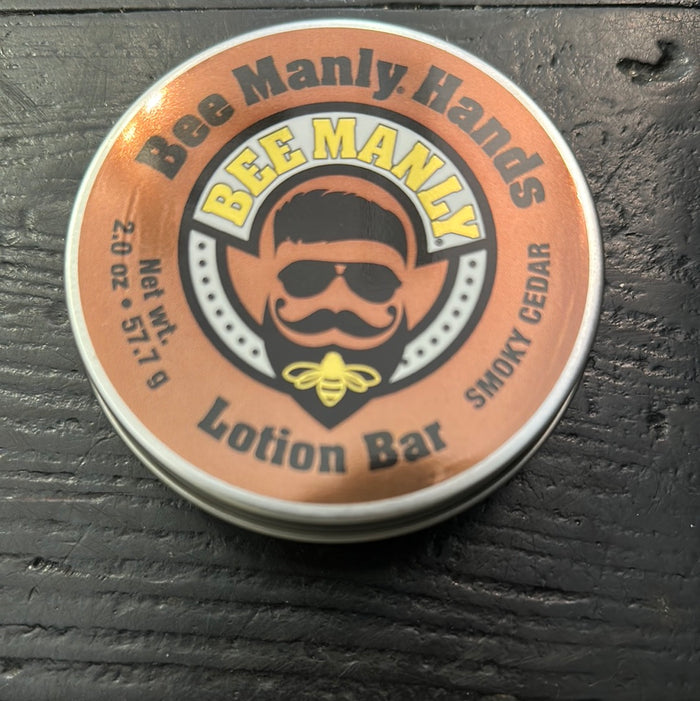 Bee Manly® Hands
BEE MANLY®
Net wt.
2.0 oz • 57.7 g
SMOKY CEDAR
Lotion Bar